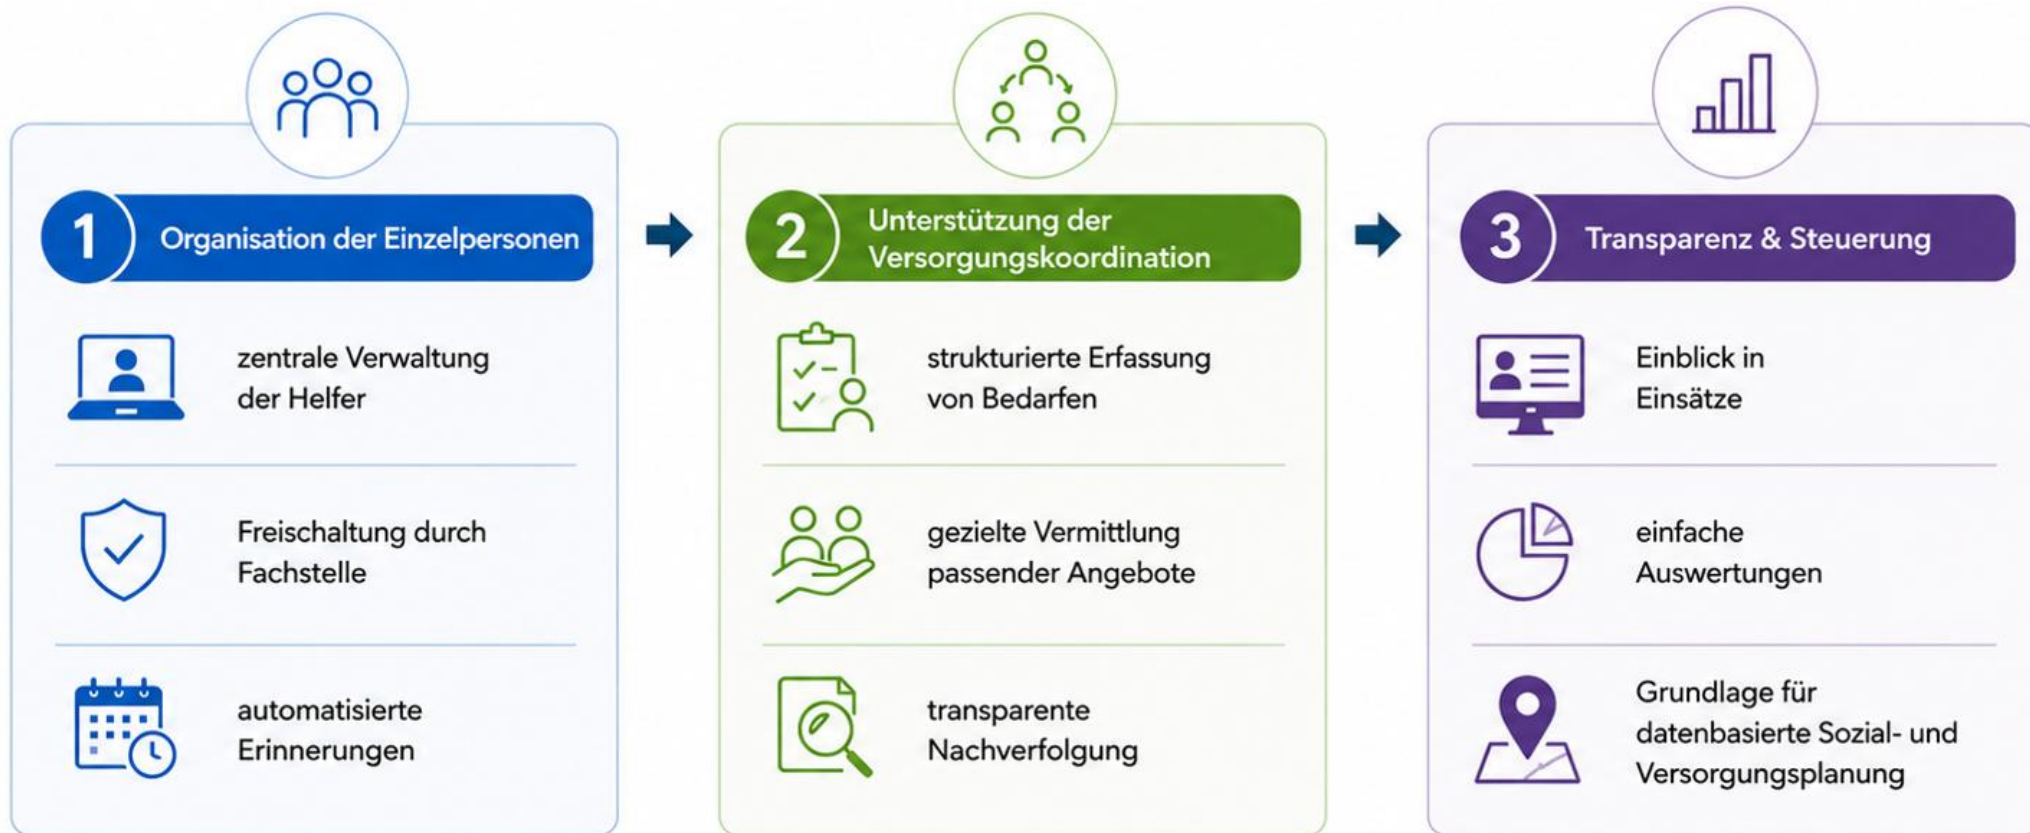 1
Organisation der Einzelpersonen
zentrale Verwaltung
der Helfer
Freischaltung durch
Fachstelle
automatisierte
Erinnerungen
2
Unterstützung der
Versorgungskoordination
strukturierte Erfassung
von Bedarfen
gezielte Vermittlung
passender Angebote
transparente
Nachverfolgung
3
Transparenz & Steuerung
Einblick in
Einsätze
einfache
Auswertungen
Grundlage für
datenbasierte Sozial- und
Versorgungsplanung